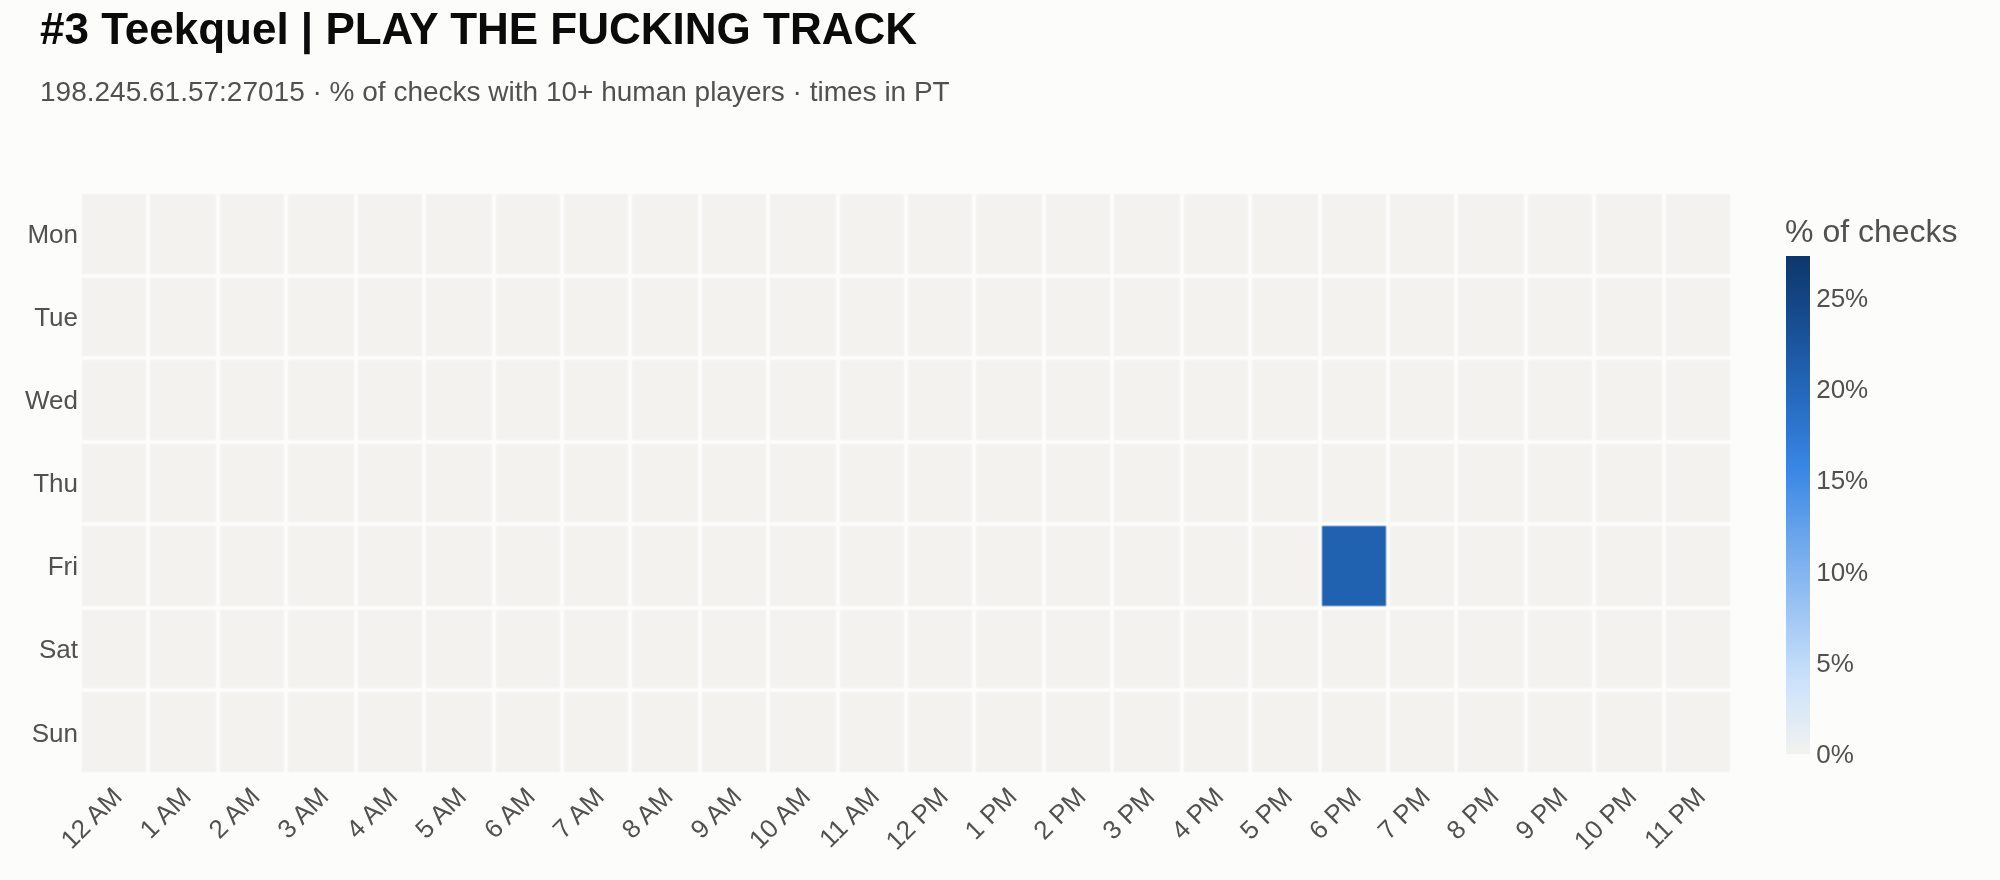 #3 Teekquel | PLAY THE FUCKING TRACK
198.245.61.57:27015 · % of checks with 10+ human players · times in PT
% of checks
Mon
Tue
Wed
Thu
Fri
Sat
Sun
25%
20%
15%
10%
5%
0%
12 AM
1 AM
2 AM
3 AM
4 AM
5 AM
6 AM
7 AM
8 AM
9 AM
10 AM
11 AM
12 PM
1 PM
2 PM
3 PM
4 PM
5 PM
6 PM
7 PM
8 PM
9 PM
10 PM
11 PM